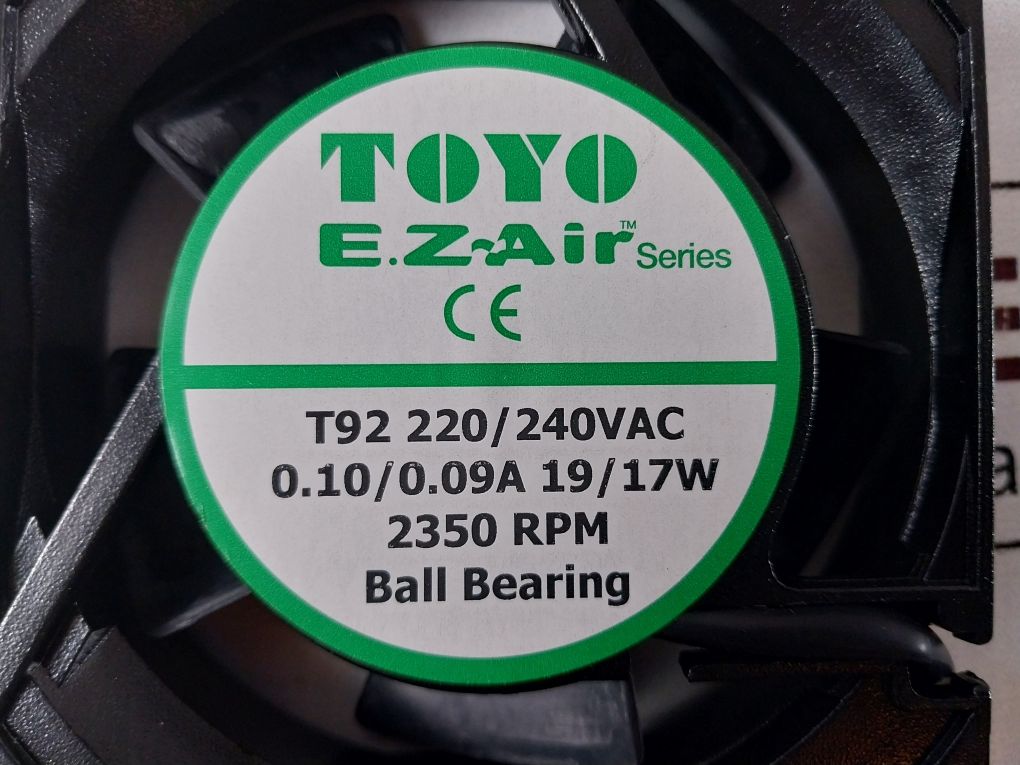 TOYO
E.Z-Air™ Series
CE
T92 220/240VAC
0.10/0.09A 19/17W
2350 RPM
Ball Bearing